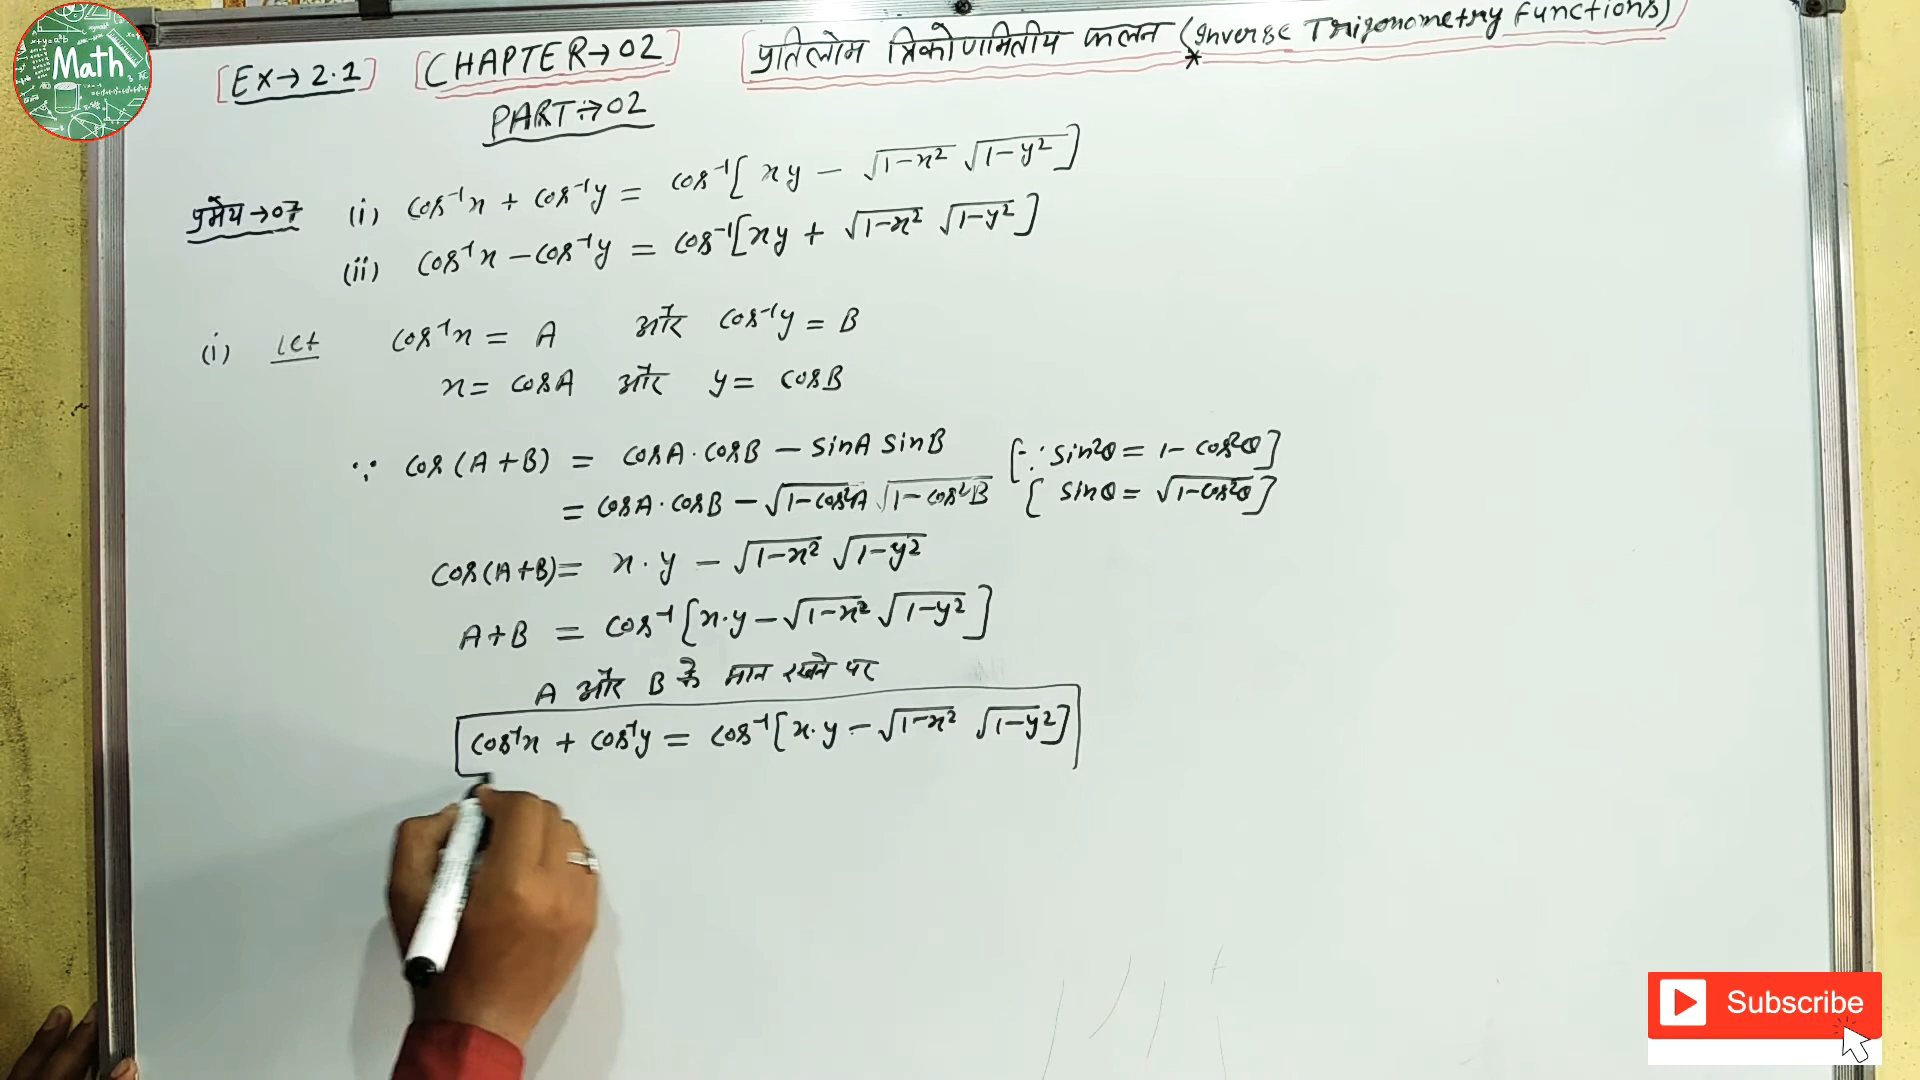 Math
[EX→2.1] [CHAPTER→02] [प्रतिलोम त्रिकोणमितीय फलन (Inverse Trigonometry Functions)]
PART→02
प्रमेय→07 (i) cos⁻¹x + cos⁻¹y = cos⁻¹[xy − √1−x² √1−y²]
(ii) cos⁻¹x − cos⁻¹y = cos⁻¹[xy + √1−x² √1−y²]
(i) Let cos⁻¹x = A और cos⁻¹y = B
x = cosA और y = cosB
∵ cos(A+B) = cosA·cosB − sinA sinB [∵ sin²θ = 1 − cos²θ]
= cosA·cosB − √1−cos²A √1−cos²B [sinθ = √1−cos²θ]
cos(A+B) = x·y − √1−x² √1−y²
A+B = cos⁻¹[x·y − √1−x² √1−y²]
A और B के मान रखने पर
cos⁻¹x + cos⁻¹y = cos⁻¹[x·y − √1−x² √1−y²]
Subscribe